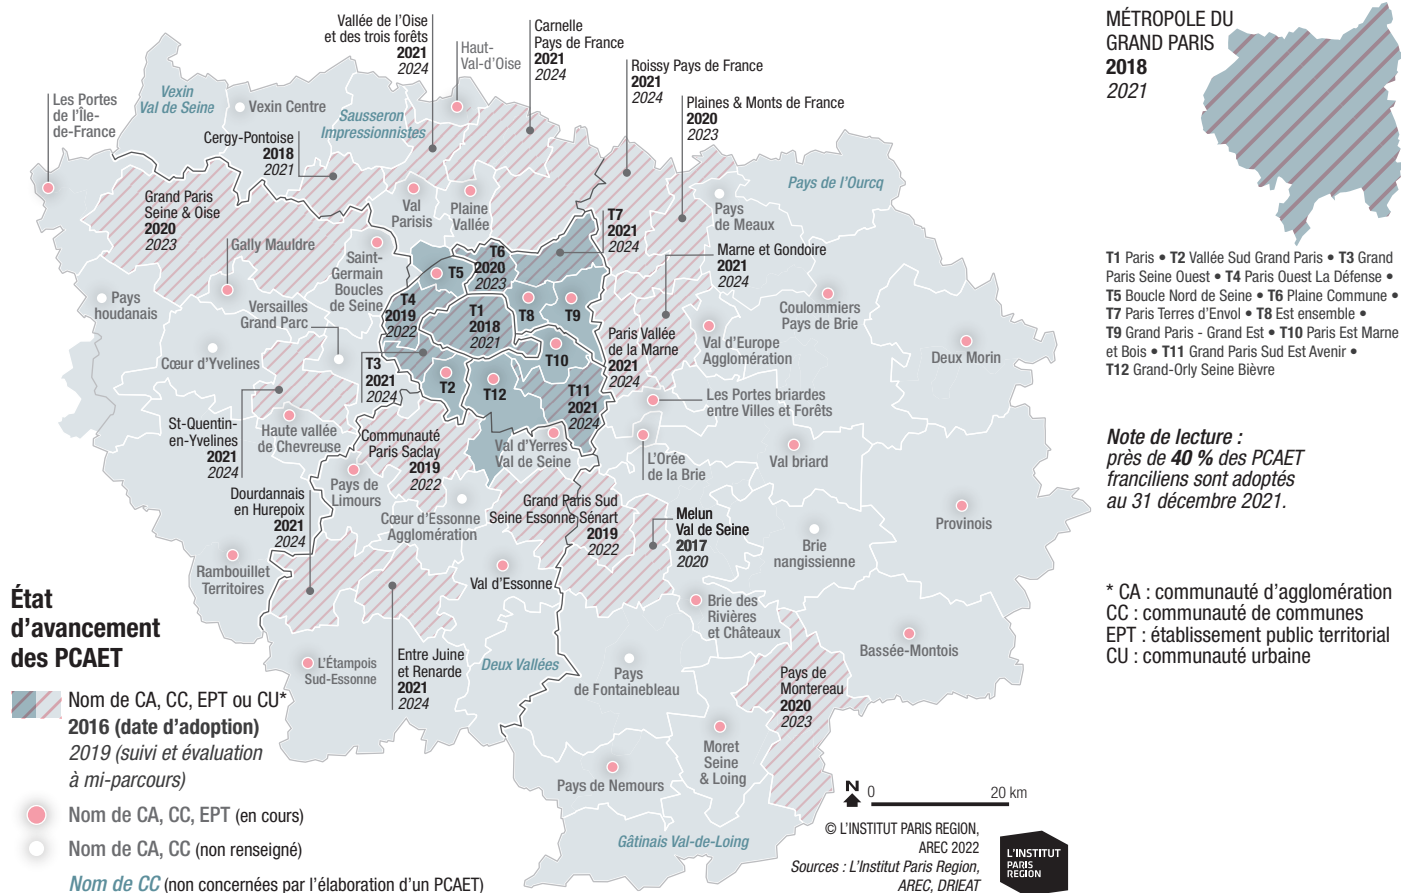 Vallée de l'Oise
et des trois forêts
2021
2024
Haut-
Val-d'Oise
Carnelle
Pays de France
2021
2024
Roissy Pays de France
2021
2024
Plaines & Monts de France
2020
2023
Les Portes
de l'Île-
de-France
Vexin
Val de Seine
Vexin Centre
Sausseron
Impressionnistes
Cergy-Pontoise
2018
2021
Grand Paris
Seine & Oise
2020
2023
Gally Mauldre
Val
Parisis
Plaine
Vallée
Pays de l'Ourcq
Pays
de Meaux
Marne et Gondoire
2021
2024
T7
2021
2024
T6
2020
2023
T5
T4
2019
2022
T1
2018
2021
T8
T9
T10
T3
2021
2024
T2
T12
T11
2021
2024
Saint-
Germain
Boucles
de Seine
Pays
houdanais
Versailles
Grand Parc
Cœur d'Yvelines
Paris Vallée
de la Marne
2021
2024
Val d'Europe
Agglomération
Coulommiers
Pays de Brie
Deux Morin
Les Portes briardes
entre Villes et Forêts
St-Quentin-
en-Yvelines
2021
2024
Haute vallée
de Chevreuse
Communauté
Paris Saclay
2019
2022
Val d'Yerres
Val de Seine
L'Orée
de la Brie
Val briard
Pays de
Limours
Dourdannais
en Hurepoix
2021
2024
Cœur d'Essonne
Agglomération
Grand Paris Sud
Seine Essonne Sénart
2019
2022
Melun
Val de Seine
2017
2020
Provinois
Brie
nangissienne
Rambouillet
Territoires
Val d'Essonne
Brie des
Rivières
et Châteaux
Bassée-Montois
L'Étampois
Sud-Essonne
Entre Juine
et Renarde
2021
2024
Deux Vallées
Pays
de Fontainebleau
Pays de
Montereau
2020
2023
Moret
Seine
& Loing
Pays de Nemours
Gâtinais Val-de-Loing
État
d'avancement
des PCAET
Nom de CA, CC, EPT ou CU*
2016 (date d'adoption)
2019 (suivi et évaluation
à mi-parcours)
Nom de CA, CC, EPT (en cours)
Nom de CA, CC (non renseigné)
Nom de CC (non concernées par l'élaboration d'un PCAET)
N
0
20 km
© L'INSTITUT PARIS REGION,
AREC 2022
Sources : L'Institut Paris Region,
AREC, DRIEAT
L'INSTITUT
PARIS
REGION
MÉTROPOLE DU
GRAND PARIS
2018
2021
T1 Paris • T2 Vallée Sud Grand Paris • T3 Grand
Paris Seine Ouest • T4 Paris Ouest La Défense •
T5 Boucle Nord de Seine • T6 Plaine Commune •
T7 Paris Terres d'Envol • T8 Est ensemble •
T9 Grand Paris - Grand Est • T10 Paris Est Marne
et Bois • T11 Grand Paris Sud Est Avenir •
T12 Grand-Orly Seine Bièvre
Note de lecture :
près de 40 % des PCAET
franciliens sont adoptés
au 31 décembre 2021.
* CA : communauté d'agglomération
CC : communauté de communes
EPT : établissement public territorial
CU : communauté urbaine